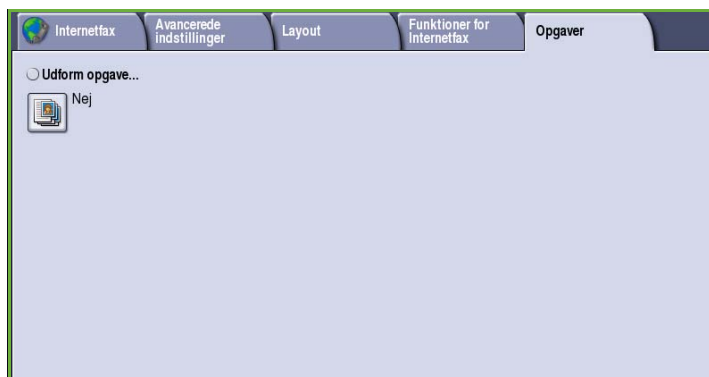 Internetfax
Avancerede
indstillinger
Layout
Funktioner for
Internetfax
Opgaver
Udform opgave...
Nej